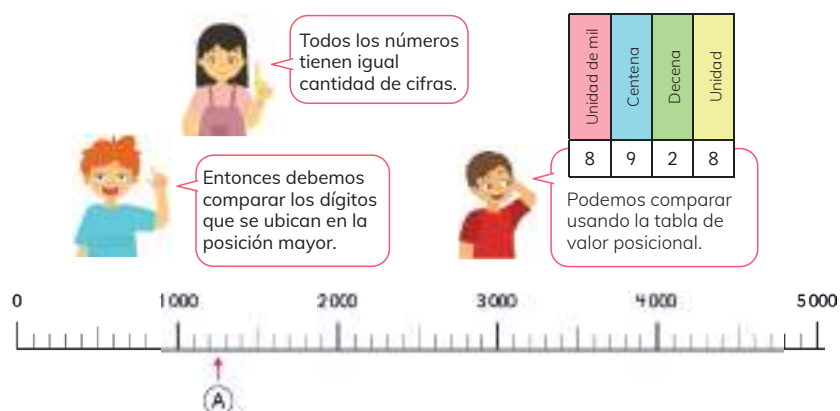 Todos los números
tienen igual
cantidad de cifras.
Unidad de mil
Centena
Decena
Unidad
8 9 2 8
Entonces debemos
comparar los dígitos
que se ubican en la
posición mayor.
Podemos comparar
usando la tabla de
valor posicional.
0 1 000 2 000 3 000 4 000 5 000
A